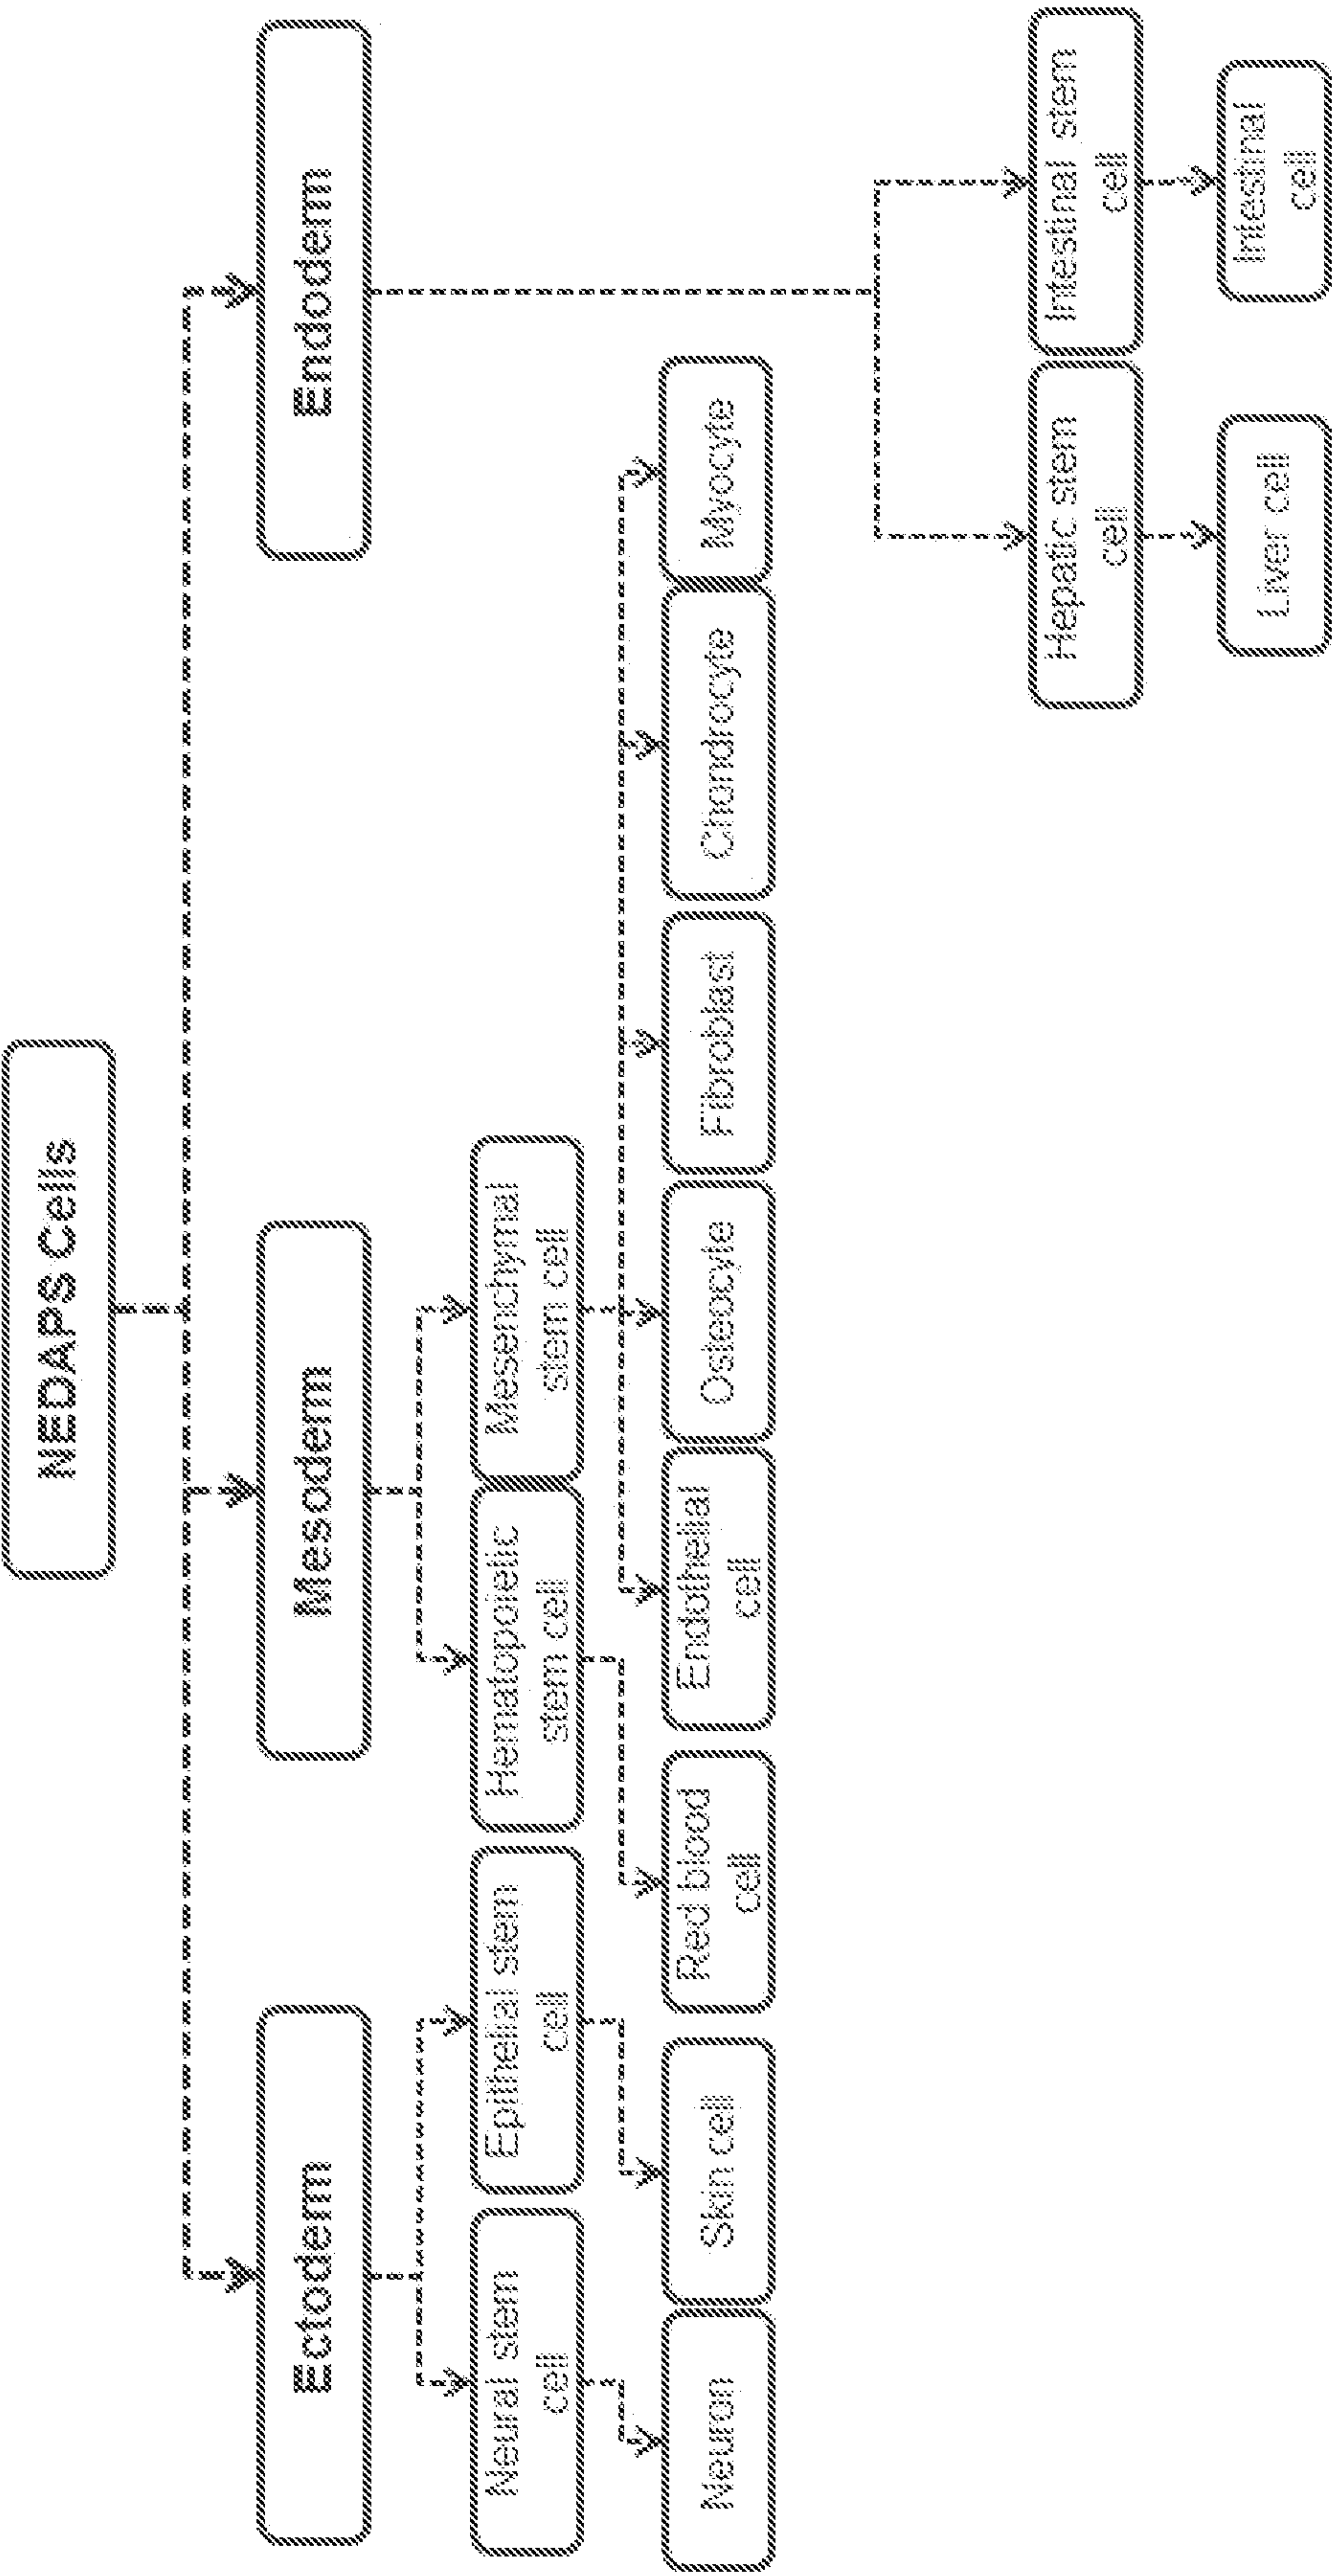 NEDAPS Cells
Ectoderm
Mesoderm
Endoderm
Neural stem
cell
Epithelial stem
cell
Hematopoietic
stem cell
Mesenchymal
stem cell
Neuron
Skin cell
Red blood
cell
Endothelial
cell
Osteocyte
Fibroblast
Chondrocyte
Myocyte
Hepatic stem
cell
Intestinal stem
cell
Liver cell
Intestinal
cell